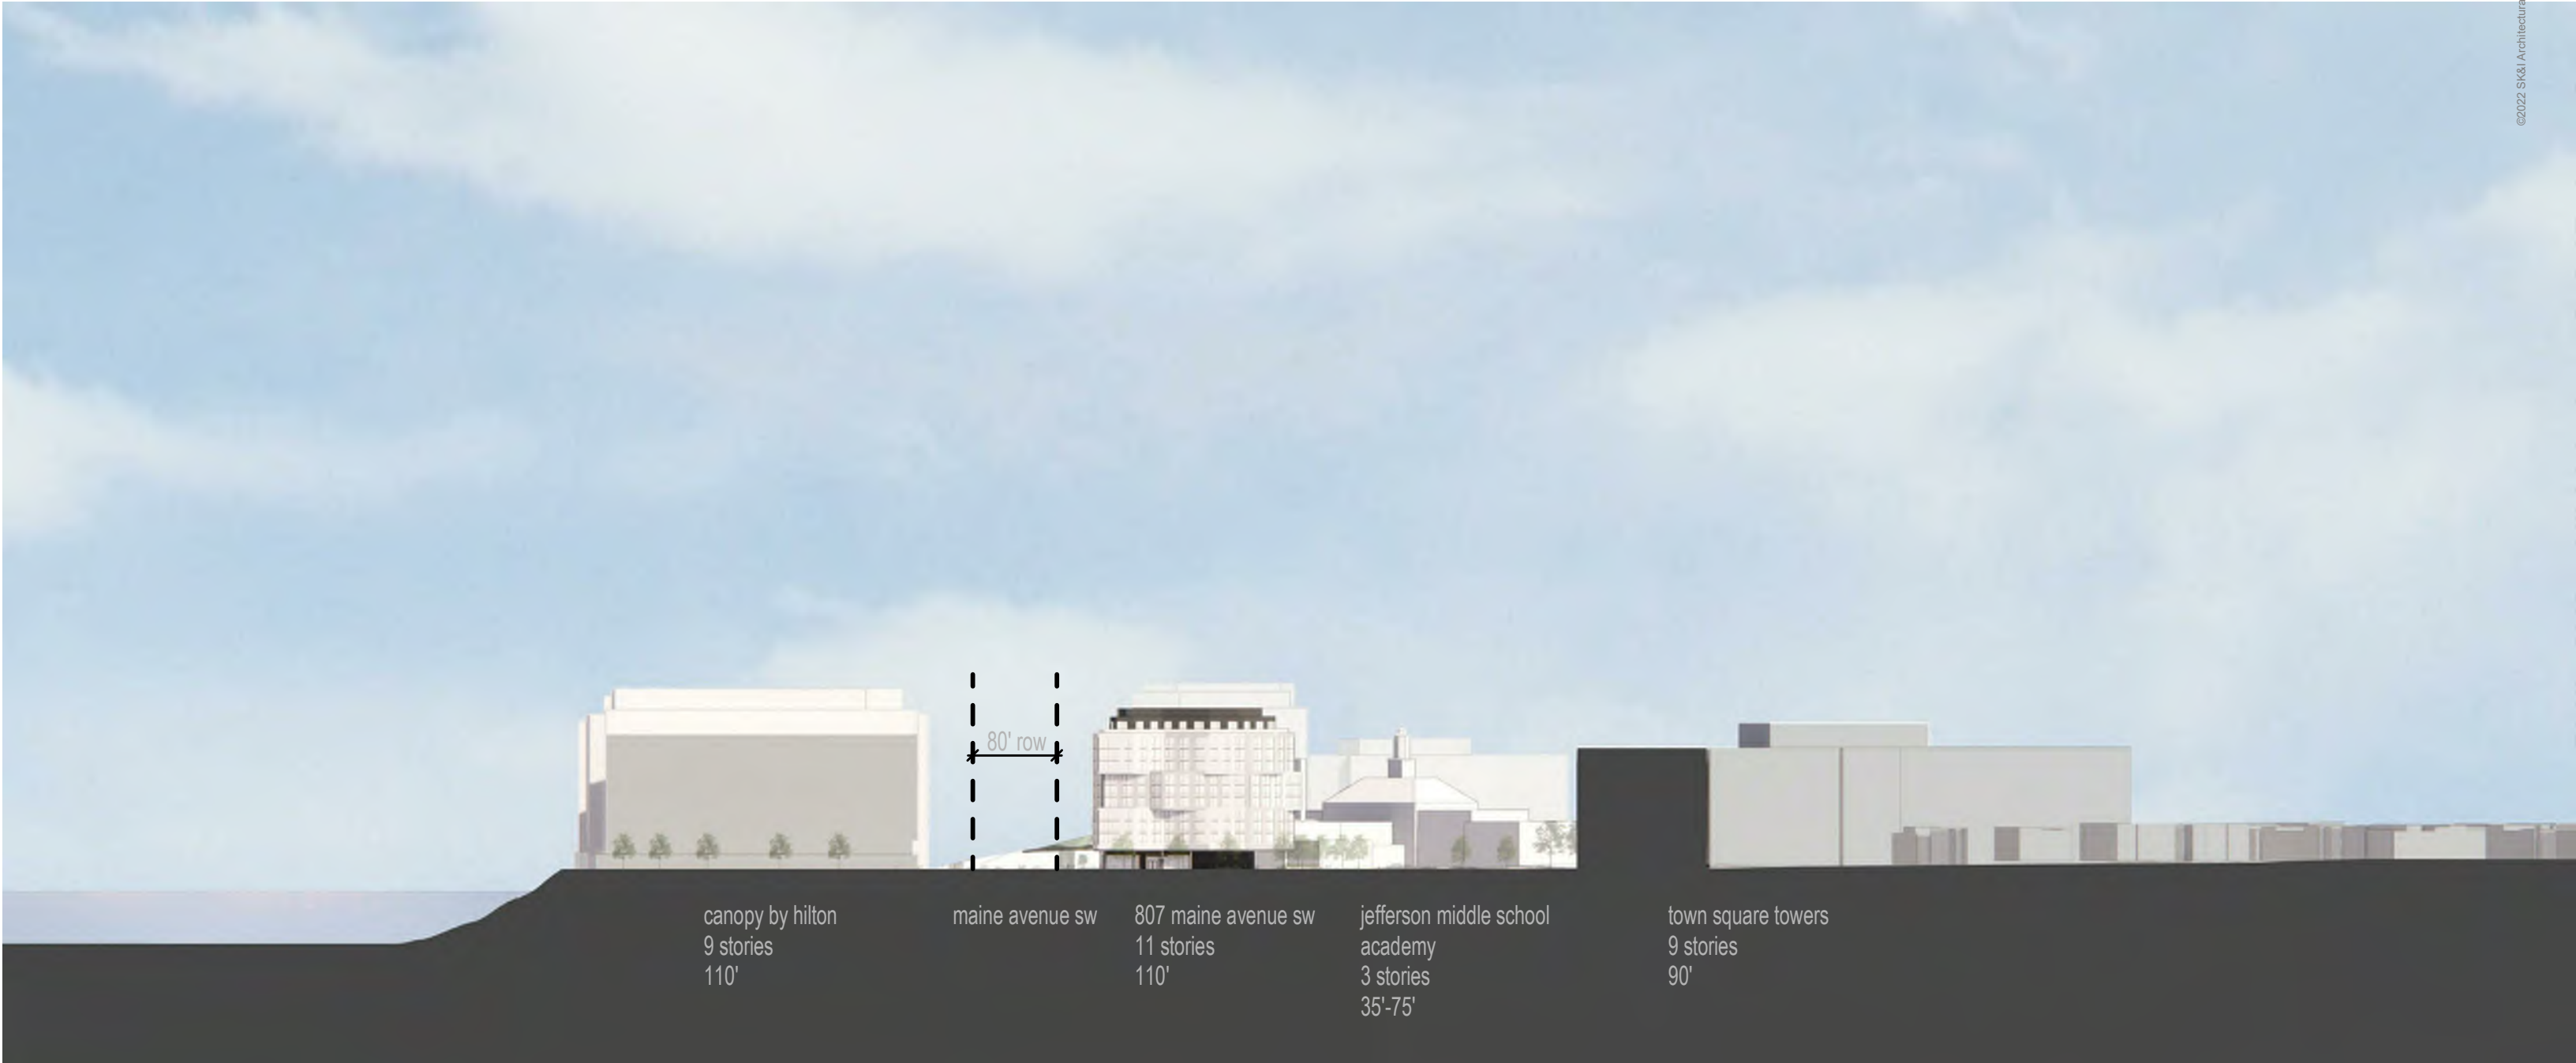 ©2022 SK&I Architectura
80' row
canopy by hilton
9 stories
110'
maine avenue sw
807 maine avenue sw
11 stories
110'
jefferson middle school
academy
3 stories
35'-75'
town square towers
9 stories
90'